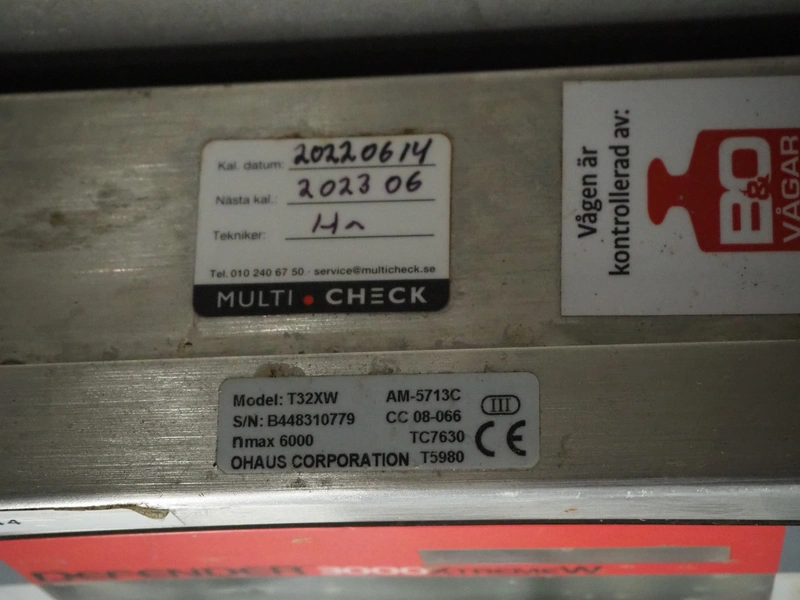 Kal. datum: 20220614
Nästa kal.: 2023 06
Tekniker:
Tel. 010 240 67 50 - service@multicheck.se
MULTI CHECK
Vågen är
kontrollerad av:
B&O
VÅGAR
Model: T32XW AM-5713C
S/N: B448310779 CC 08-066 III
nmax 6000 TC7630 CE
OHAUS CORPORATION T5980
DEFENDER 3000 XTREMEW